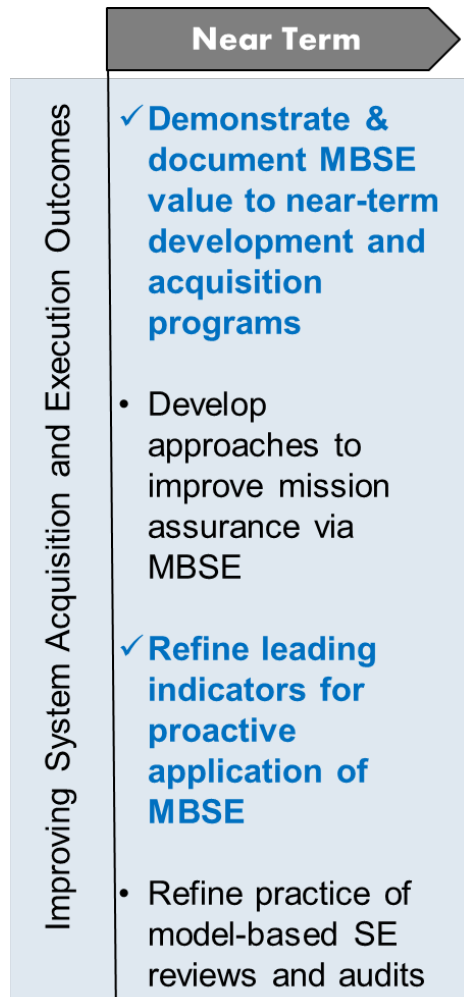 Near Term
Improving System Acquisition and Execution Outcomes
✓ Demonstrate &
document MBSE
value to near-term
development and
acquisition
programs
• Develop
approaches to
improve mission
assurance via
MBSE
✓ Refine leading
indicators for
proactive
application of
MBSE
• Refine practice of
model-based SE
reviews and audits